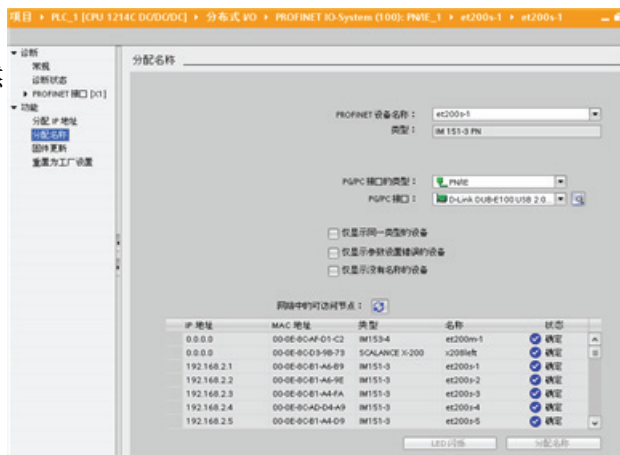 项目 ▸ PLC_1 [CPU 1214C DC/DC/DC] ▸ 分布式 I/O ▸ PROFINET IO-System (100): PN/IE_1 ▸ et200s-1 ▸ et200s-1
诊断
常规
诊断状态
PROFINET 接口 [X1]
功能
分配 IP 地址
分配名称
固件更新
重置为工厂设置
分配名称
PROFINET 设备名称： et200s-1
类型： IM 151-3 PN
PG/PC 接口的类型： PN/IE
PG/PC 接口： D-Link DUB-E100 USB 2.0...
仅显示同一类型的设备
仅显示参数设置错误的设备
仅显示没有名称的设备
网络中的可访问节点：
IP 地址 MAC 地址 类型 名称 状态
0.0.0.0 00-0E-8C-AF-D1-C2 IM153-4 et200m-1 确定
0.0.0.0 00-0E-8C-D3-98-73 SCALANCE X-200 x208left 确定
192.168.2.1 00-0E-8C-B1-A6-B9 IM151-3 et200s-1 确定
192.168.2.2 00-0E-8C-B1-A6-9E IM151-3 et200s-2 确定
192.168.2.3 00-0E-8C-B1-A4-FA IM151-3 et200s-3 确定
192.168.2.4 00-0E-8C-AD-D4-A9 IM151-3 et200s-4 确定
192.168.2.5 00-0E-8C-B1-A4-D9 IM151-3 et200s-5 确定
LED 闪烁 分配名称